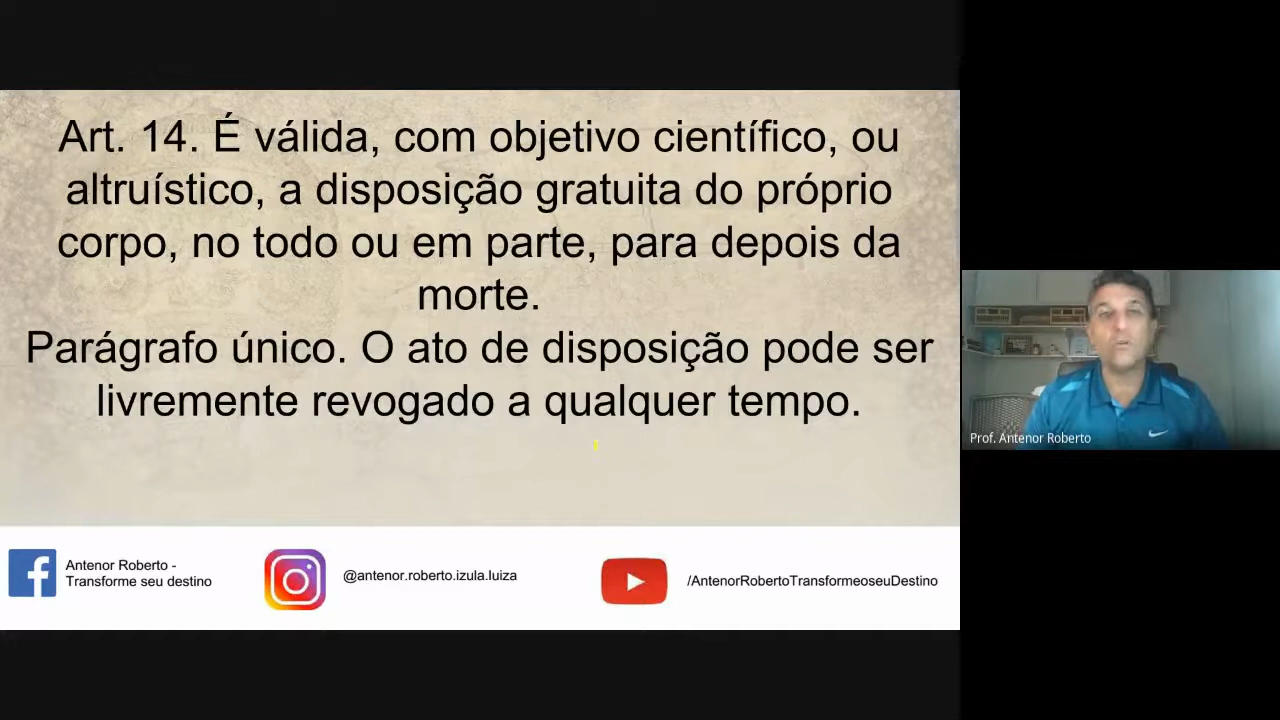 Art. 14. É válida, com objetivo científico, ou
altruístico, a disposição gratuita do próprio
corpo, no todo ou em parte, para depois da
morte.
Parágrafo único. O ato de disposição pode ser
livremente revogado a qualquer tempo.
Prof. Antenor Roberto
Antenor Roberto -
Transforme seu destino
@antenor.roberto.izula.luiza
/AntenorRobertoTransformeoseuDestino